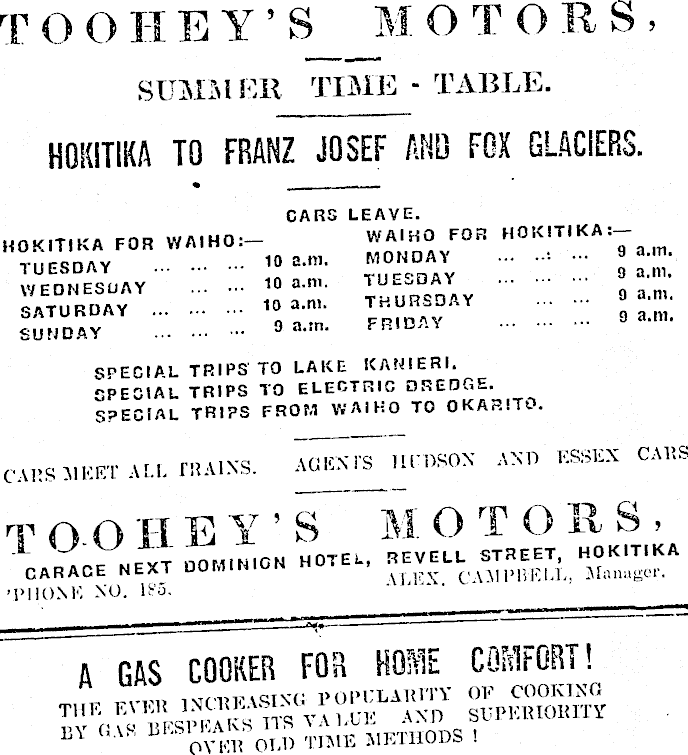 TOOHEY'S MOTORS,
SUMMER TIME-TABLE.
HOKITIKA TO FRANZ JOSEF AND FOX GLACIERS.
CARS LEAVE.
HOKITIKA FOR WAIHO:—
TUESDAY ... ... ... 10 a.m.
WEDNESDAY ... ... 10 a.m.
SATURDAY ... ... ... 10 a.m.
SUNDAY ... ... ... 9 a.m.
WAIHO FOR HOKITIKA:—
MONDAY ... ... ... 9 a.m.
TUESDAY ... ... ... 9 a.m.
THURSDAY ... ... 9 a.m.
FRIDAY ... ... ... 9 a.m.
SPECIAL TRIPS TO LAKE KANIERI.
SPECIAL TRIPS TO ELECTRIC DREDGE.
SPECIAL TRIPS FROM WAIHO TO OKARITO.
CARS MEET ALL TRAINS. AGENTS HUDSON AND ESSEX CARS
TOOHEY'S MOTORS,
GARAGE NEXT DOMINION HOTEL, REVELL STREET, HOKITIKA
'PHONE NO. 185. ALEX. CAMPBELL, Manager.
A GAS COOKER FOR HOME COMFORT!
THE EVER INCREASING POPULARITY OF COOKING
BY GAS BESPEAKS ITS VALUE AND SUPERIORITY
OVER OLD TIME METHODS!